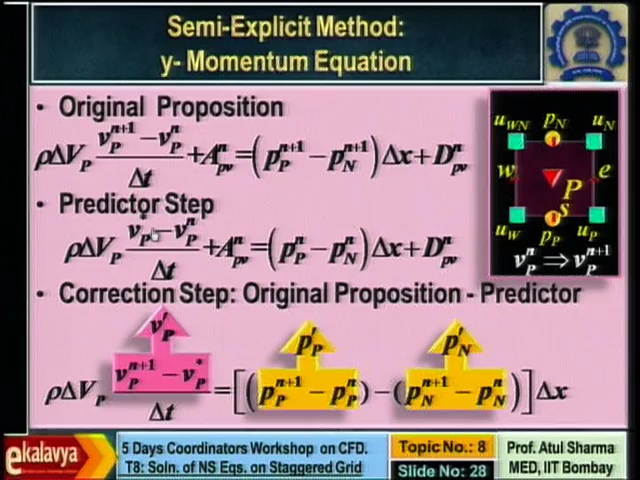 Semi-Explicit Method:
y- Momentum Equation
• Original Proposition
ρΔV_P (v_P^{n+1} − v_P^n)/Δt + A_{pv}^n = (p_P^{n+1} − p_N^{n+1})Δx + D_{pv}^n
• Predictor Step
ρΔV_P (v_P^* − v_P^n)/Δt + A_{pv}^n = (p_P^n − p_N^n)Δx + D_{pv}^n
• Correction Step: Original Proposition - Predictor
v_P′ p_P′ p_N′
ρΔV_P (v_P^{n+1} − v_P^*)/Δt = [(p_P^{n+1} − p_P^n) − (p_N^{n+1} − p_N^n)]Δx
u_{WN} p_N u_N
w P e
s
u_W p_P u_P
v_P^n ⇒ v_P^{n+1}
ekalavya
5 Days Coordinators Workshop on CFD.
T8: Soln. of NS Eqs. on Staggered Grid
Topic No.: 8
Slide No.: 28
Prof. Atul Sharma
MED, IIT Bombay